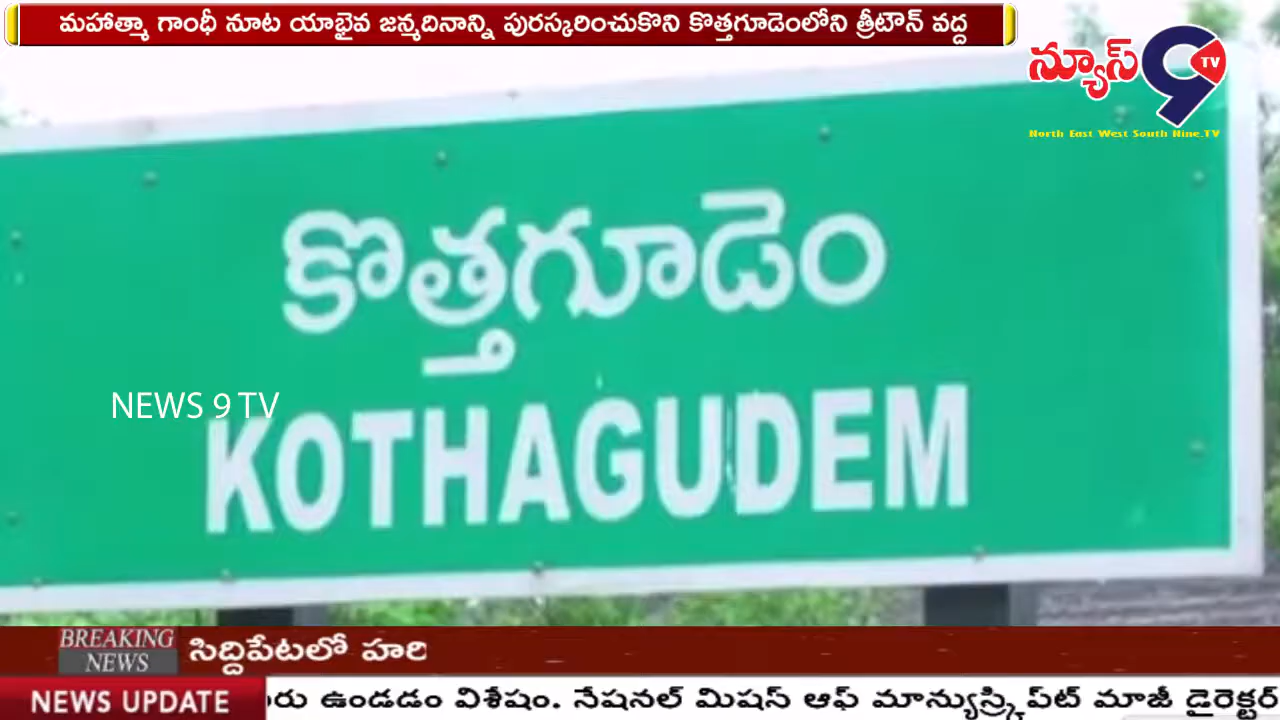 మహాత్మా గాంధీ నూట యాభైవ జన్మదినాన్ని పురస్కరించుకొని కొత్తగూడెంలోని త్రీటౌన్ వద్ద
న్యూస్ 9 TV
North East West South Nine.TV
కొత్తగూడెం
NEWS 9 TV
KOTHAGUDEM
BREAKING NEWS
సిద్దిపేటలో హరి
NEWS UPDATE
ఉండడం విశేషం. నేషనల్ మిషన్ ఆఫ్ మాన్యుస్క్రిప్ట్ మాజీ డైరెక్టర్